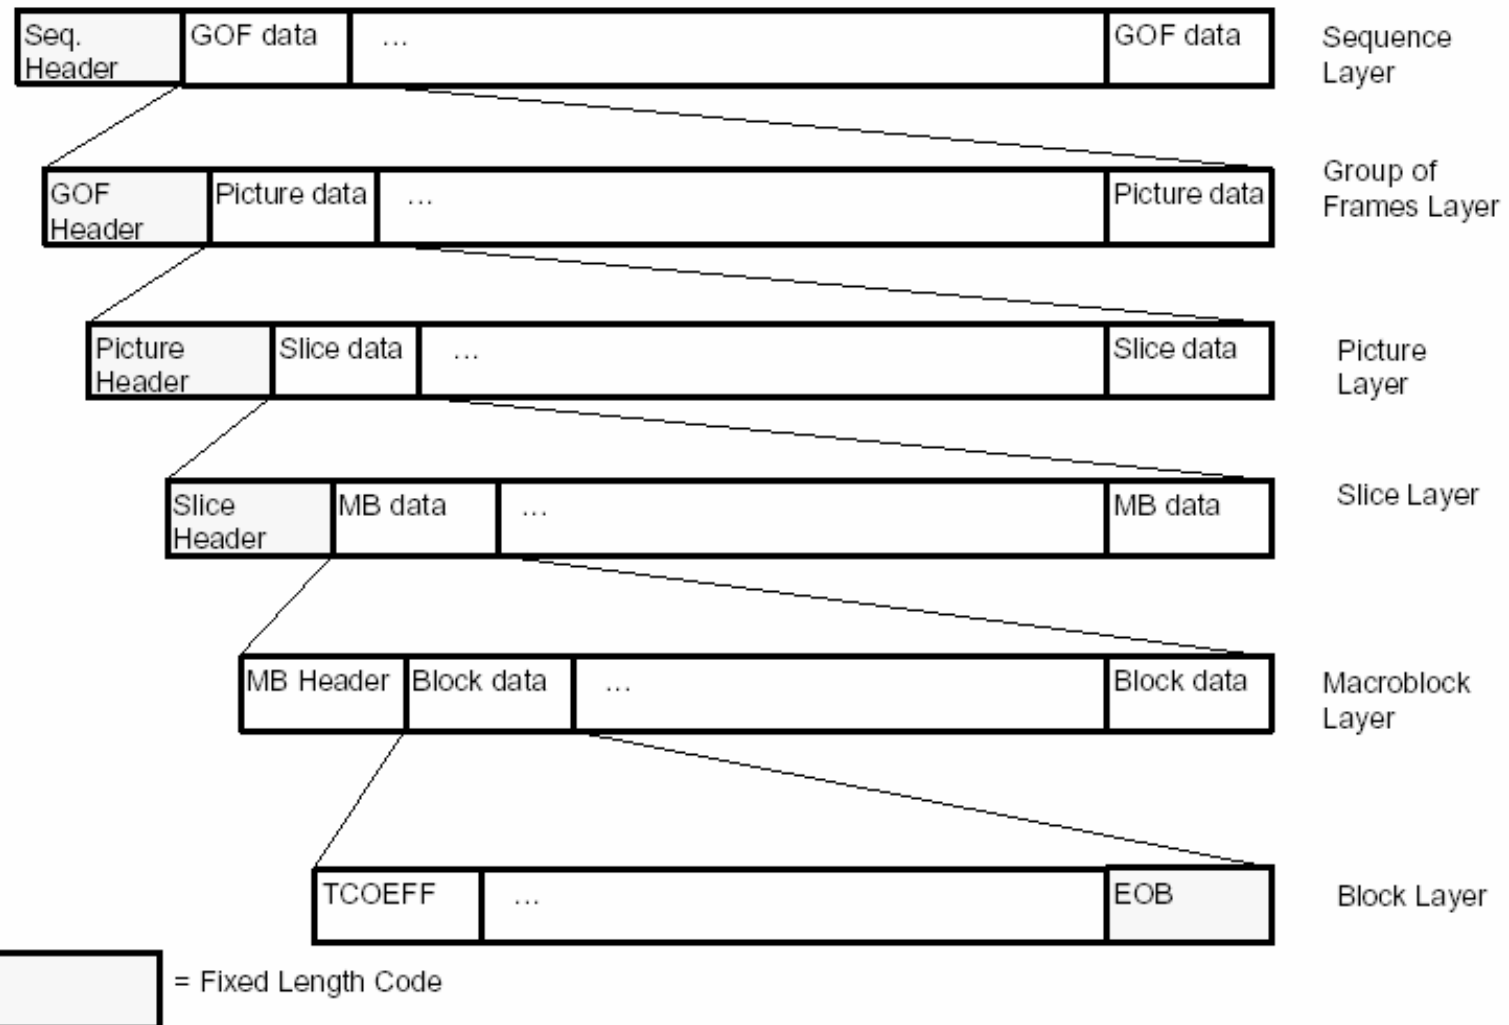 Seq.
Header
GOF data
...
GOF data
Sequence
Layer
GOF
Header
Picture data
...
Picture data
Group of
Frames Layer
Picture
Header
Slice data
...
Slice data
Picture
Layer
Slice
Header
MB data
...
MB data
Slice Layer
MB Header
Block data
...
Block data
Macroblock
Layer
TCOEFF
...
EOB
Block Layer
= Fixed Length Code